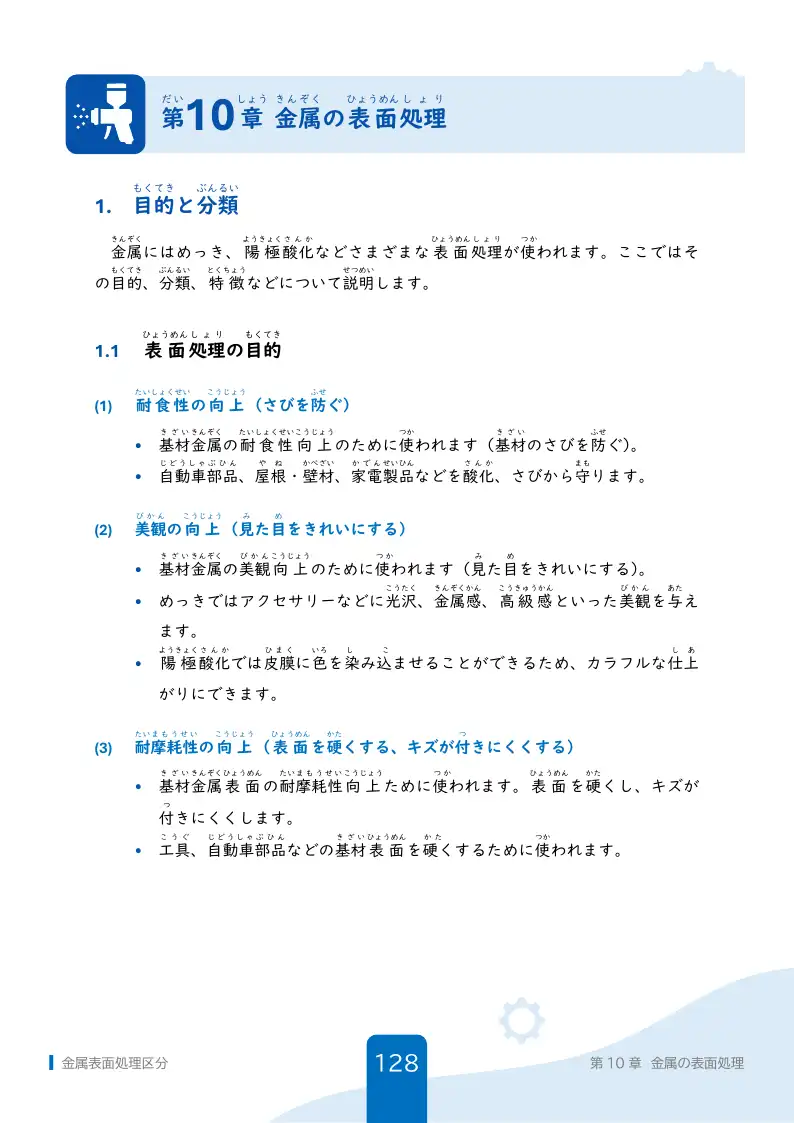 第10章 金属の表面処理
1. 目的と分類
金属にはめっき、陽極酸化などさまざまな表面処理が使われます。ここではそ
の目的、分類、特徴などについて説明します。
1.1 表面処理の目的
(1) 耐食性の向上（さびを防ぐ）
• 基材金属の耐食性向上のために使われます（基材のさびを防ぐ）。
• 自動車部品、屋根・壁材、家電製品などを酸化、さびから守ります。
(2) 美観の向上（見た目をきれいにする）
• 基材金属の美観向上のために使われます（見た目をきれいにする）。
• めっきではアクセサリーなどに光沢、金属感、高級感といった美観を与え
ます。
• 陽極酸化では皮膜に色を染み込ませることができるため、カラフルな仕上
がりにできます。
(3) 耐摩耗性の向上（表面を硬くする、キズが付きにくくする）
• 基材金属表面の耐摩耗性向上ために使われます。表面を硬くし、キズが
付きにくくします。
• 工具、自動車部品などの基材表面を硬くするために使われます。
金属表面処理区分
128
第 10 章 金属の表面処理